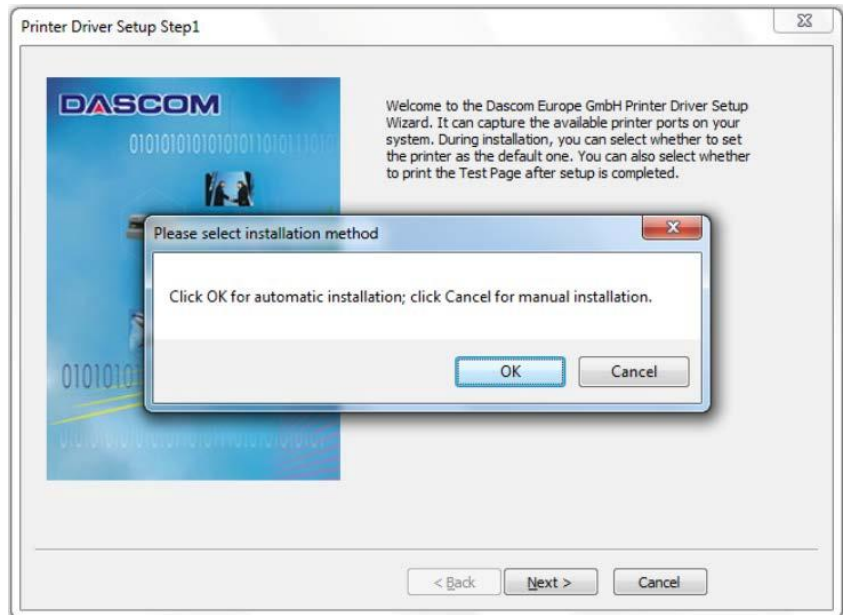 Printer Driver Setup Step1
DASCOM
Welcome to the Dascom Europe GmbH Printer Driver Setup
Wizard. It can capture the available printer ports on your
system. During installation, you can select whether to set
the printer as the default one. You can also select whether
to print the Test Page after setup is completed.
Please select installation method
Click OK for automatic installation; click Cancel for manual installation.
OK
Cancel
0101010
< Back
Next >
Cancel